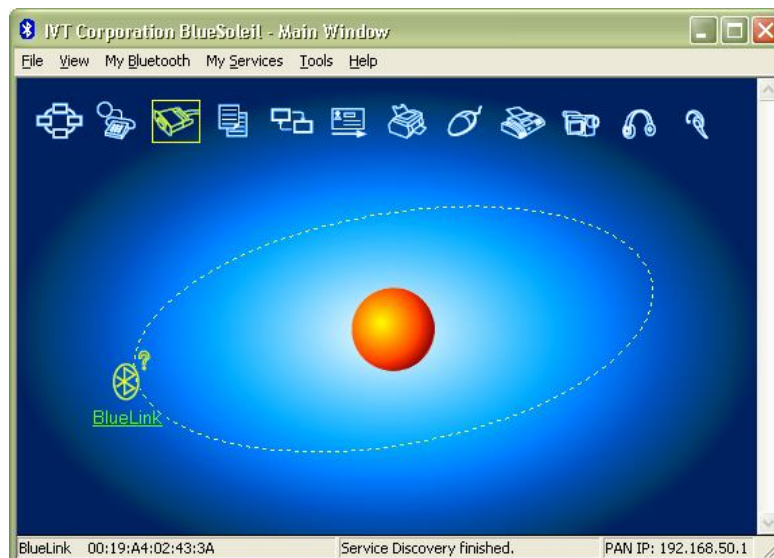 IVT Corporation BlueSoleil - Main Window
File View My Bluetooth My Services Tools Help
?
BlueLink
BlueLink 00:19:A4:02:43:3A Service Discovery finished. PAN IP: 192.168.50.1